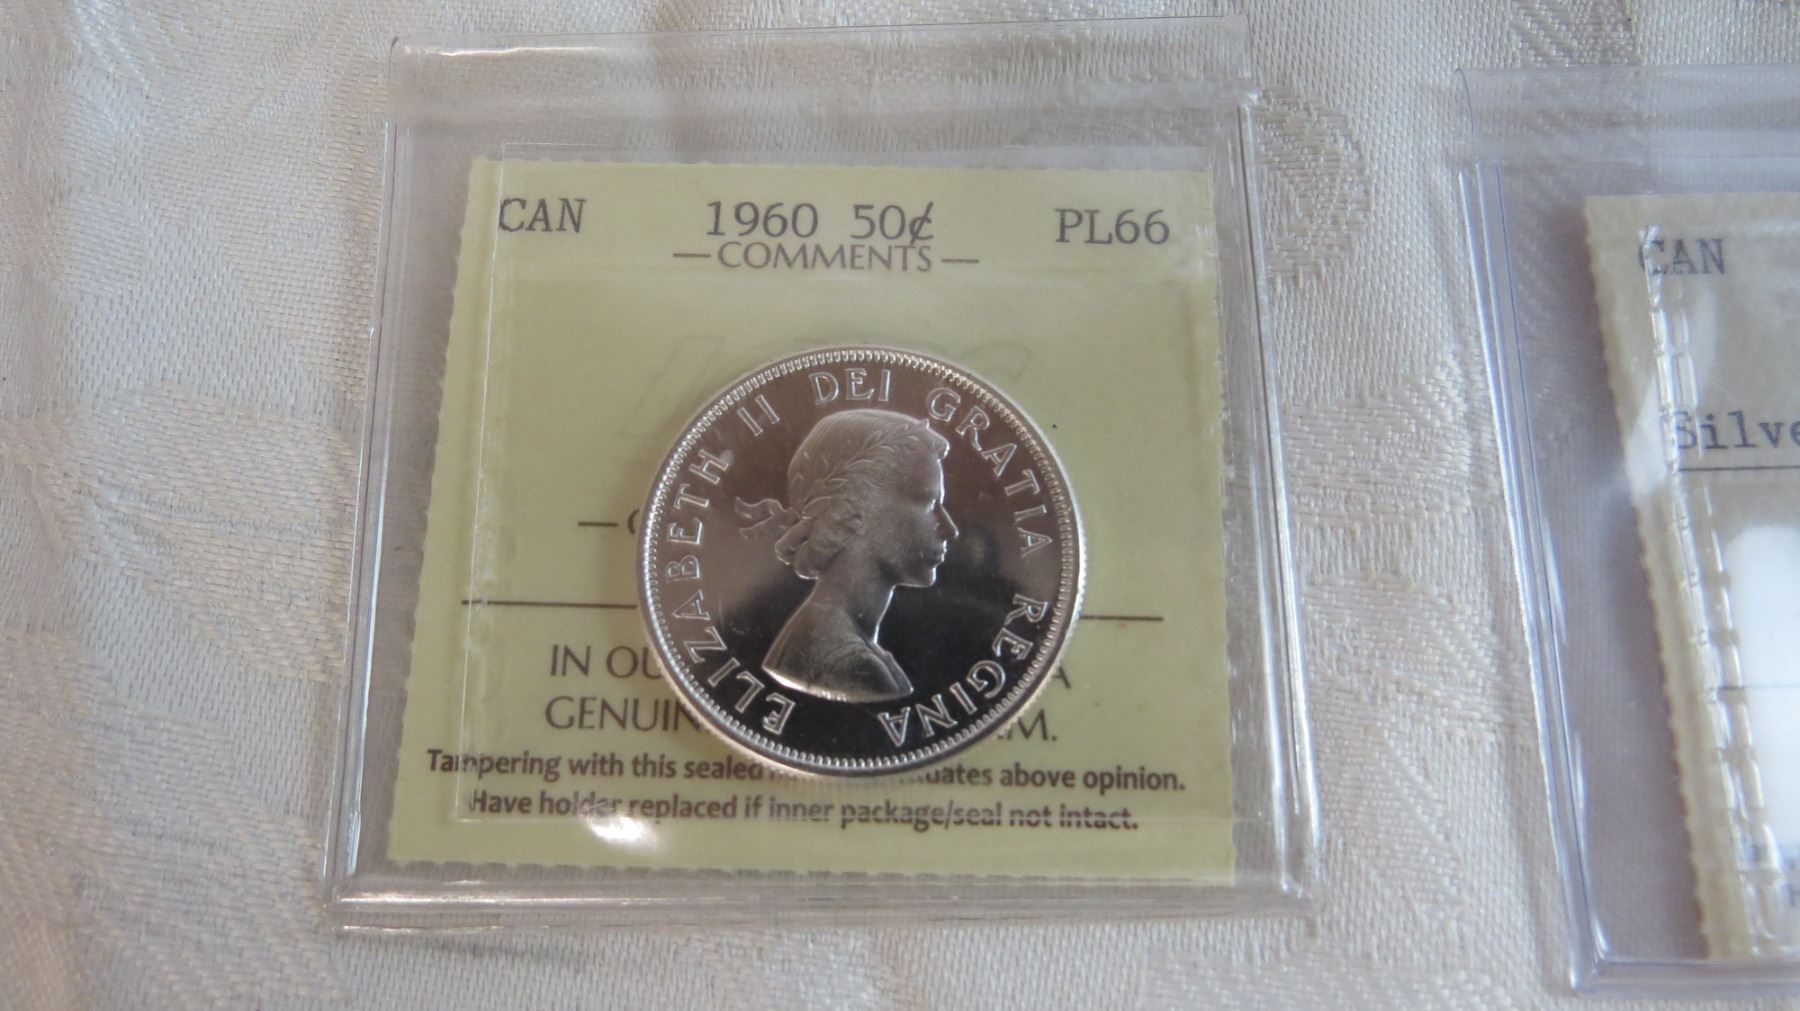 CAN 1960 50¢ PL66
—COMMENTS—
ELIZABETH II DEI GRATIA REGINA
IN OU
GENUIN M.
Tampering with this sealed uates above opinion.
Have holder replaced if inner package/seal not intact.
CAN
Silve